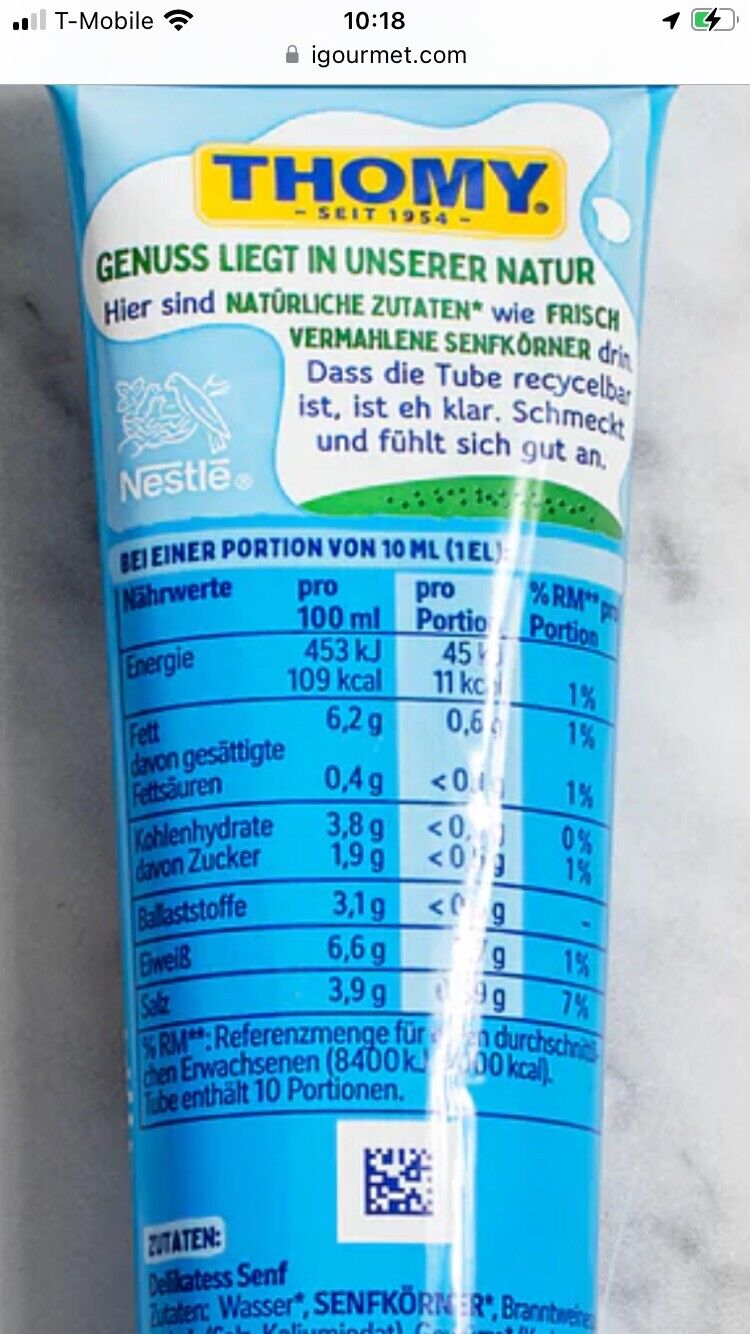 T-Mobile 10:18
igourmet.com
THOMY
- SEIT 1954 -
GENUSS LIEGT IN UNSERER NATUR
Hier sind NATÜRLICHE ZUTATEN* wie FRISCH
VERMAHLENE SENFKÖRNER drin.
Dass die Tube recycelbar
ist, ist eh klar. Schmeckt
und fühlt sich gut an.
Nestlé®
BEI EINER PORTION VON 10 ML (1 EL):
Nährwerte pro pro % RM** pro
100 ml Portion Portion
Energie 453 kJ 45 kJ
109 kcal 11 kcal 1%
Fett 6,2 g 0,6 g 1%
davon gesättigte
Fettsäuren 0,4 g 1%
Kohlenhydrate 3,8 g 0%
davon Zucker 1,9 g 1%
Ballaststoffe 3,1 g -
Eiweiß 6,6 g 1%
Salz 3,9 g 7%
% RM**: Referenzmenge für durchschnittli-
chen Erwachsenen (8400 kJ kcal).
Tube enthält 10 Portionen.
ZUTATEN:
Delikatess Senf
Zutaten: Wasser*, SENFKÖRNER*,